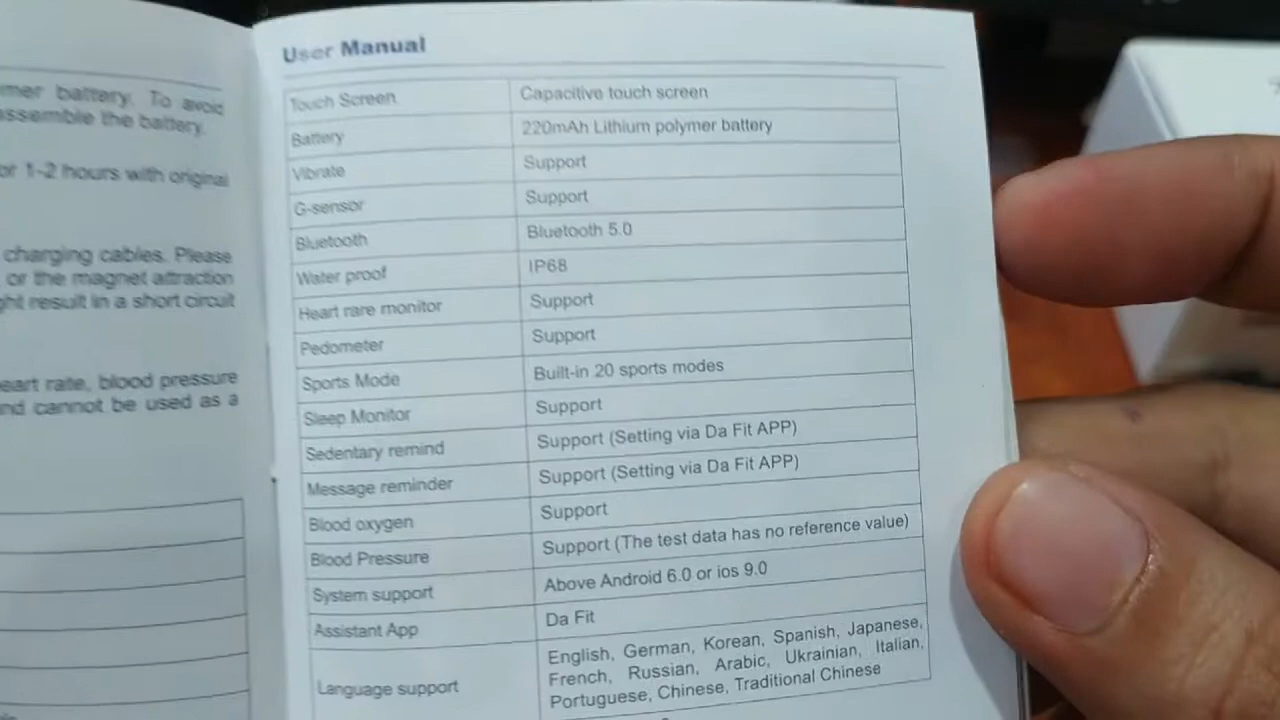 mer battery. To avoid
assemble the battery.
or 1-2 hours with original
charging cables. Please
or the magnet attraction
ght result in a short circuit
eart rate, blood pressure
nd cannot be used as a
User Manual
Touch Screen Capacitive touch screen
Battery 220mAh Lithium polymer battery
Vibrate Support
G-sensor Support
Bluetooth Bluetooth 5.0
Water proof IP68
Heart rare monitor Support
Pedometer Support
Sports Mode Built-in 20 sports modes
Sleep Monitor Support
Sedentary remind Support (Setting via Da Fit APP)
Message reminder Support (Setting via Da Fit APP)
Blood oxygen Support
Blood Pressure Support (The test data has no reference value)
System support Above Android 6.0 or ios 9.0
Assistant App Da Fit
Language support English, German, Korean, Spanish, Japanese,
French, Russian, Arabic, Ukrainian, Italian,
Portuguese, Chinese, Traditional Chinese